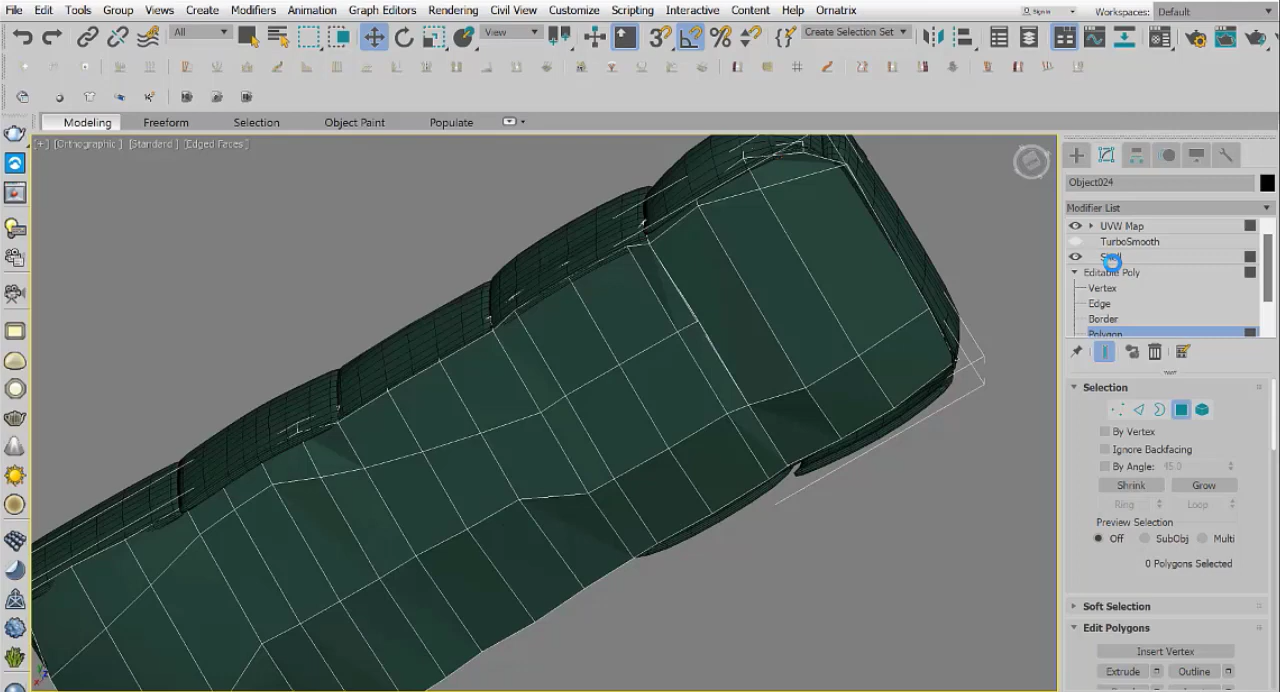 File Edit Tools Group Views Create Modifiers Animation Graph Editors Rendering Civil View Customize Scripting Interactive Content Help Ornatrix Sign In Workspaces: Default
All View Create Selection Set
Modeling Freeform Selection Object Paint Populate
[+] [Orthographic ] [Standard ] [Edged Faces ]
Object024
Modifier List
UVW Map
TurboSmooth
Editable Poly
Vertex
Edge
Border
Polygon
Selection
By Vertex
Ignore Backfacing
By Angle: 45.0
Shrink Grow
Ring Loop
Preview Selection
Off SubObj Multi
0 Polygons Selected
Soft Selection
Edit Polygons
Insert Vertex
Extrude Outline